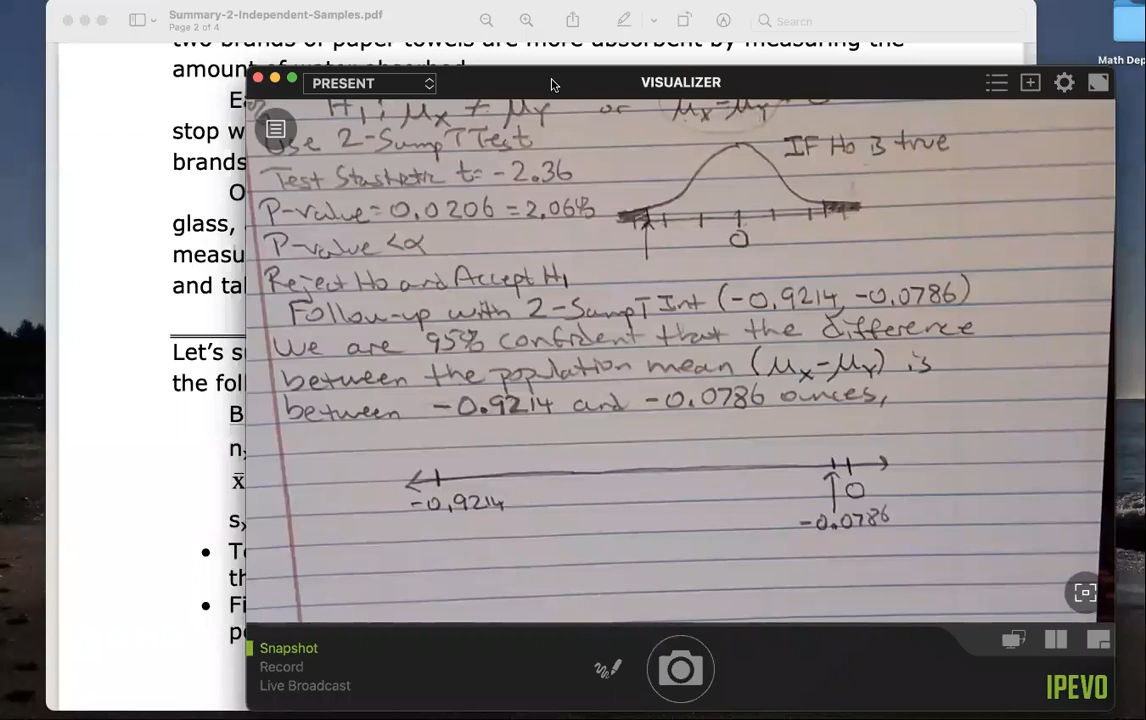 Summary-2-Independent-Samples.pdf
Page 2 of 4
Search
two brands of paper towels are more absorbent by measuring the
amount of water absorbed
Math Dep
PRESENT
VISUALIZER
E
stop w
brands
O
glass,
measu
and tal
Let's s
the foll
B
n
x̄
s
T
th
Fi
p
H₁: μx ≠ μy or μx-μy
Use 2-SampTTest
IF Ho is true
Test Statistic t= -2.36
P-value=0.0206 = 2.06%
0
P-value <α
Reject Ho and Accept H₁
Follow-up with 2-SampTInt (-0.9214, -0.0786)
We are 95% confident that the difference
between the population mean (μx-μy) is
between -0.9214 and -0.0786 ounces,
-0.9214
0
-0.0786
Snapshot
Record
Live Broadcast
IPEVO